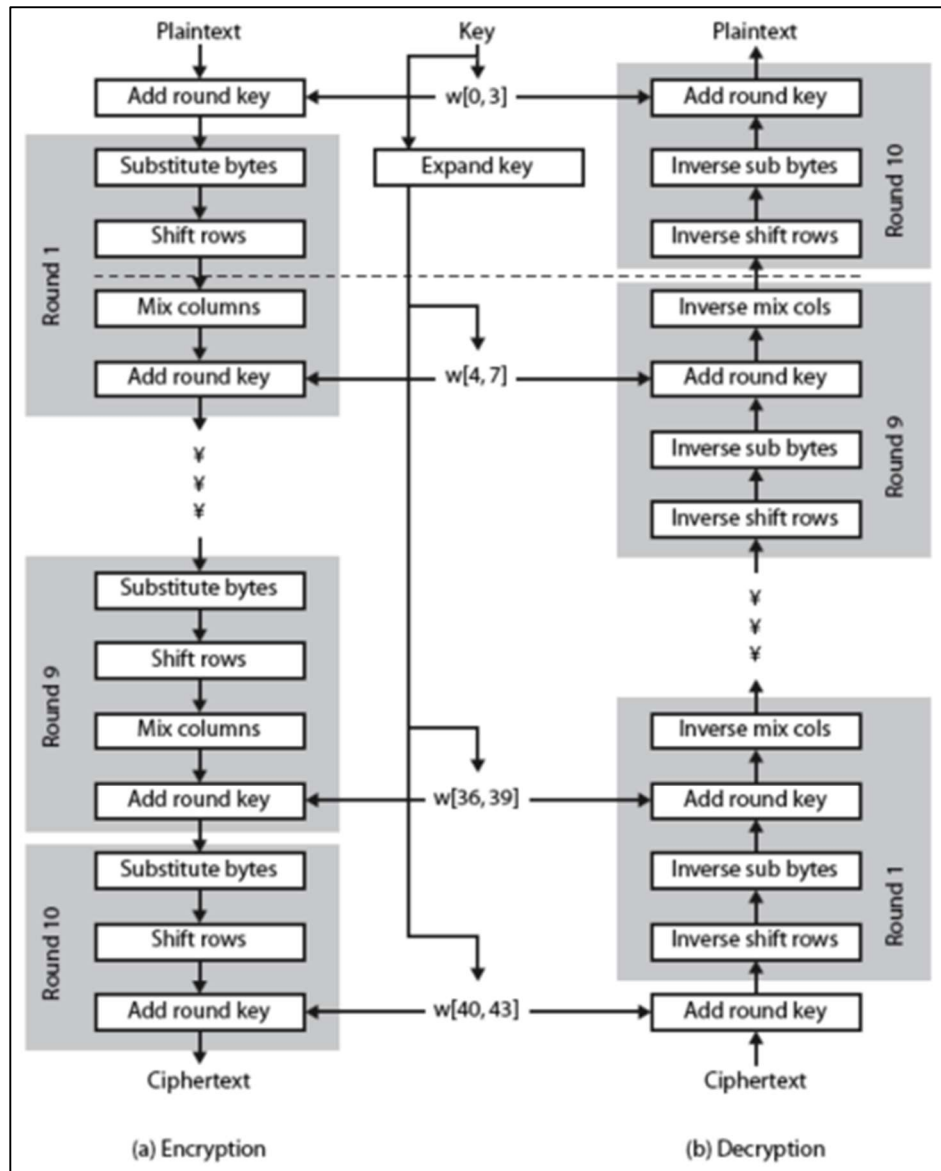 Plaintext
Key
Plaintext
Add round key
w[0, 3]
Add round key
Substitute bytes
Expand key
Inverse sub bytes
Round 10
Shift rows
Inverse shift rows
Round 1
Mix columns
Inverse mix cols
Add round key
w[4, 7]
Add round key
Inverse sub bytes
Round 9
Inverse shift rows
¥
¥
¥
Substitute bytes
Shift rows
Round 9
Mix columns
Add round key
¥
¥
¥
Inverse mix cols
w[36, 39]
Add round key
Substitute bytes
Inverse sub bytes
Round 1
Round 10
Shift rows
Inverse shift rows
Add round key
w[40, 43]
Add round key
Ciphertext
Ciphertext
(a) Encryption
(b) Decryption